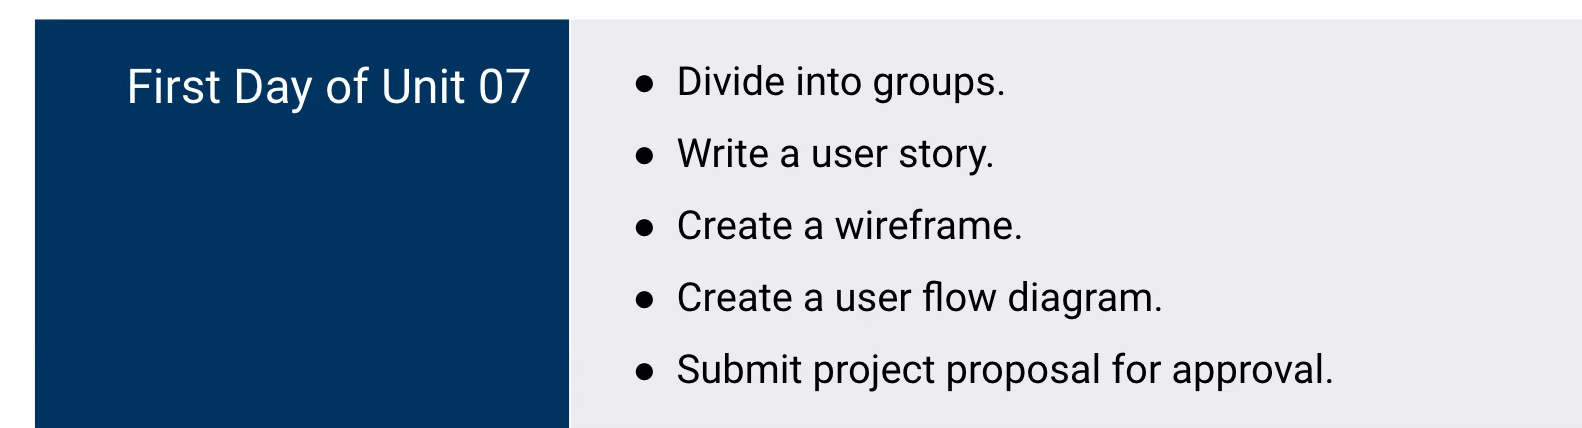 First Day of Unit 07
● Divide into groups.
● Write a user story.
● Create a wireframe.
● Create a user flow diagram.
● Submit project proposal for approval.